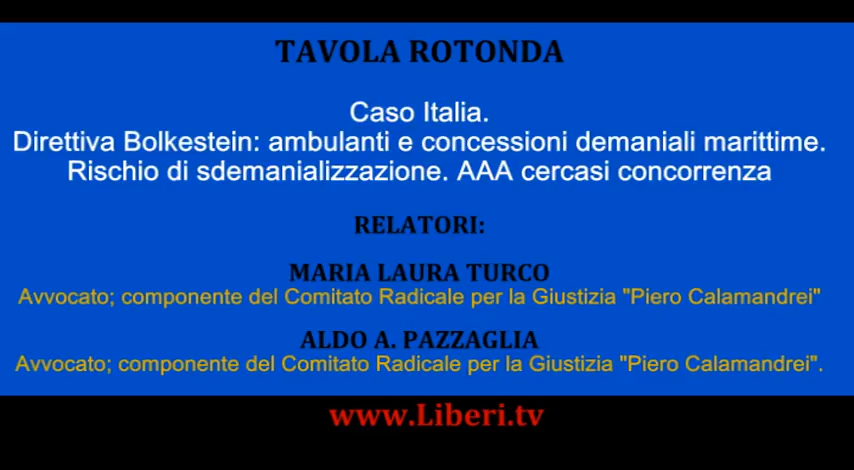 TAVOLA ROTONDA
Caso Italia.
Direttiva Bolkestein: ambulanti e concessioni demaniali marittime.
Rischio di sdemanializzazione. AAA cercasi concorrenza
RELATORI:
MARIA LAURA TURCO
Avvocato; componente del Comitato Radicale per la Giustizia "Piero Calamandrei"
ALDO A. PAZZAGLIA
Avvocato; componente del Comitato Radicale per la Giustizia "Piero Calamandrei".
www.Liberi.tv